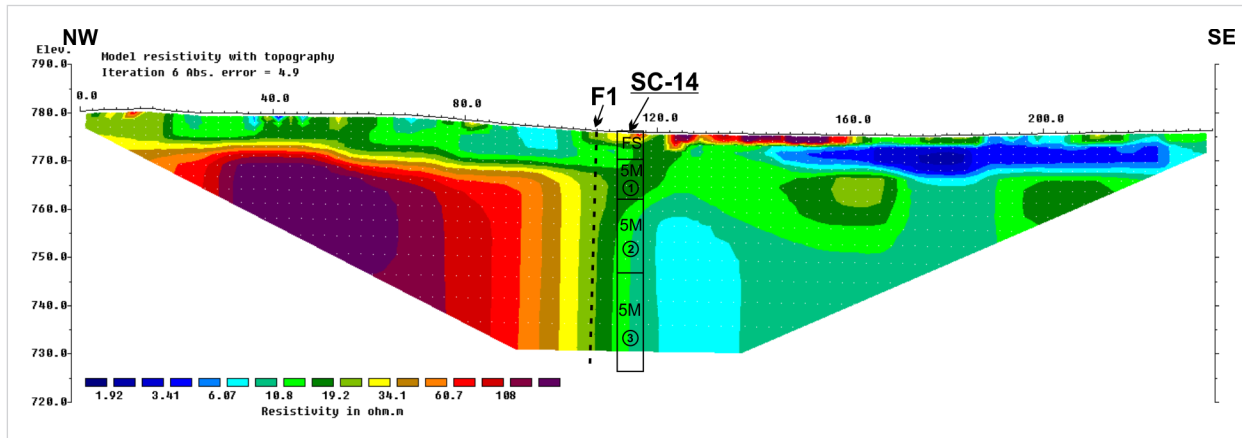 NW
SE
Elev.
Model resistivity with topography
Iteration 6 Abs. error = 4.9
790.0
780.0
770.0
760.0
750.0
740.0
730.0
720.0
0.0
40.0
80.0
120.0
160.0
200.0
F1
SC-14
FS
5M
①
5M
②
5M
③
1.92 3.41 6.07 10.8 19.2 34.1 60.7 108
Resistivity in ohm.m